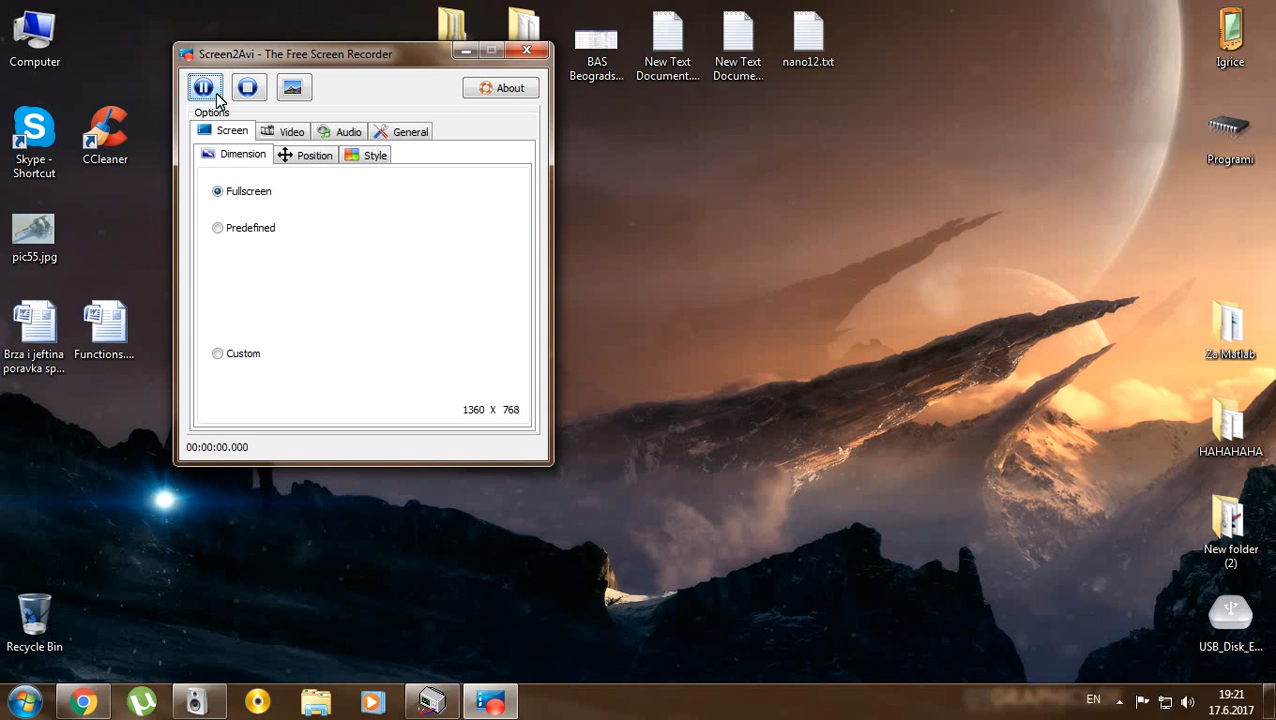 Computer
Skype -
Shortcut
CCleaner
pic55.jpg
Brza i jeftina
poravka sp...
Functions....
Recycle Bin
Screen2Avi - The Free Screen Recorder
About
Options
Screen
Video
Audio
General
Dimension
Position
Style
Fullscreen
Predefined
Custom
1360 X 768
00:00:00.000
BAS
Beograds...
New Text
Document....
New Text
Docume...
nano12.txt
Igrice
Programi
Za Matlab
HAHAHAHA
New folder
(2)
USB_Disk_E...
EN
19:21
17.6.2017